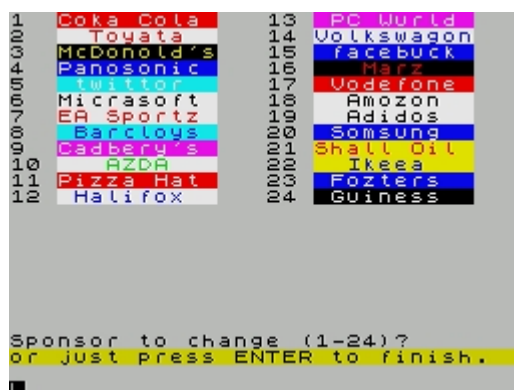 1 Coka Cola
2 Toyata
3 McDonold's
4 Panosonic
5 twittor
6 Micrasoft
7 EA Sportz
8 Barcloys
9 Cadbery's
10 AZDA
11 Pizza Hat
12 Halifox
13 PC Wurld
14 Volkswagon
15 facebuck
16 Marz
17 Vodefone
18 Amozon
19 Adidos
20 Somsung
21 Shall Oil
22 Ikeea
23 Fozters
24 Guiness
Sponsor to change (1-24)?
or just press ENTER to finish.
L